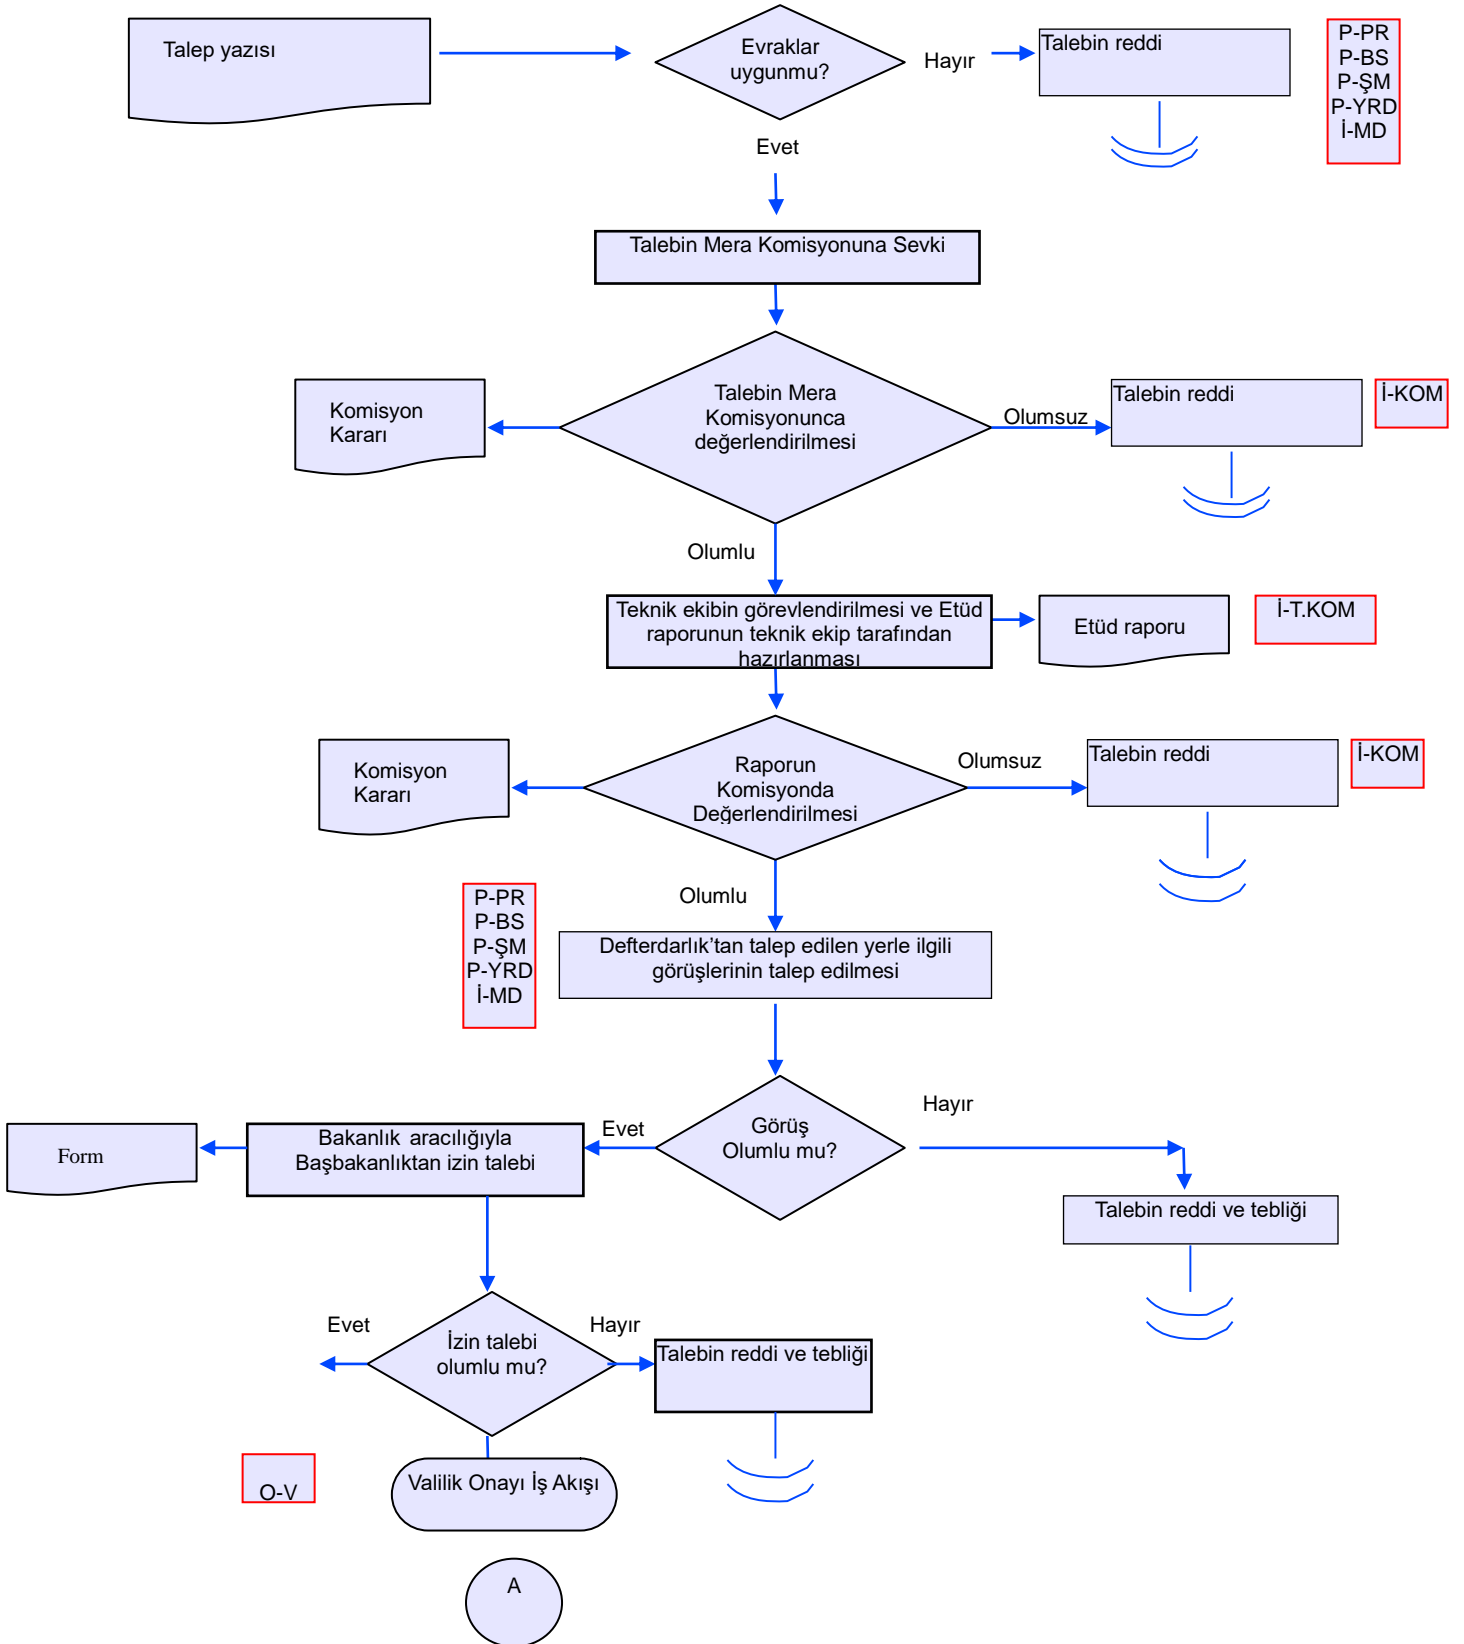 Talep yazısı
Evraklar
uygunmu?
Hayır
Talebin reddi
P-PR
P-BS
P-ŞM
P-YRD
İ-MD
Evet
Talebin Mera Komisyonuna Sevki
Komisyon
Kararı
Talebin Mera
Komisyonunca
değerlendirilmesi
Olumsuz
Talebin reddi
İ-KOM
Olumlu
Teknik ekibin görevlendirilmesi ve Etüd
raporunun teknik ekip tarafından
hazırlanması
Etüd raporu
İ-T.KOM
Komisyon
Kararı
Raporun
Komisyonda
Değerlendirilmesi
Olumsuz
Talebin reddi
İ-KOM
Olumlu
P-PR
P-BS
P-ŞM
P-YRD
İ-MD
Defterdarlık’tan talep edilen yerle ilgili
görüşlerinin talep edilmesi
Form
Bakanlık aracılığıyla
Başbakanlıktan izin talebi
Evet
Görüş
Olumlu mu?
Hayır
Talebin reddi ve tebliği
Evet
İzin talebi
olumlu mu?
Hayır
Talebin reddi ve tebliği
O-V
Valilik Onayı İş Akışı
A